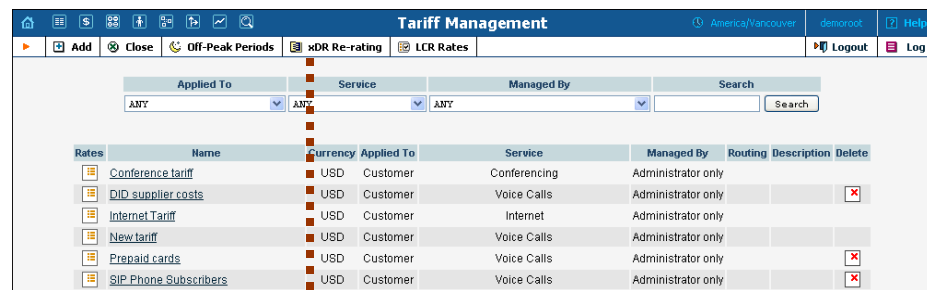 Tariff Management America/Vancouver demoroot Help
Add Close Off-Peak Periods xDR Re-rating LCR Rates Logout Log
Applied To Service Managed By Search
ANY ANY ANY Search
Rates Name Currency Applied To Service Managed By Routing Description Delete
Conference tariff USD Customer Conferencing Administrator only
DID supplier costs USD Customer Voice Calls Administrator only
Internet Tariff USD Customer Internet Administrator only
New tariff USD Customer Voice Calls Administrator only
Prepaid cards USD Customer Voice Calls Administrator only
SIP Phone Subscribers USD Customer Voice Calls Administrator only